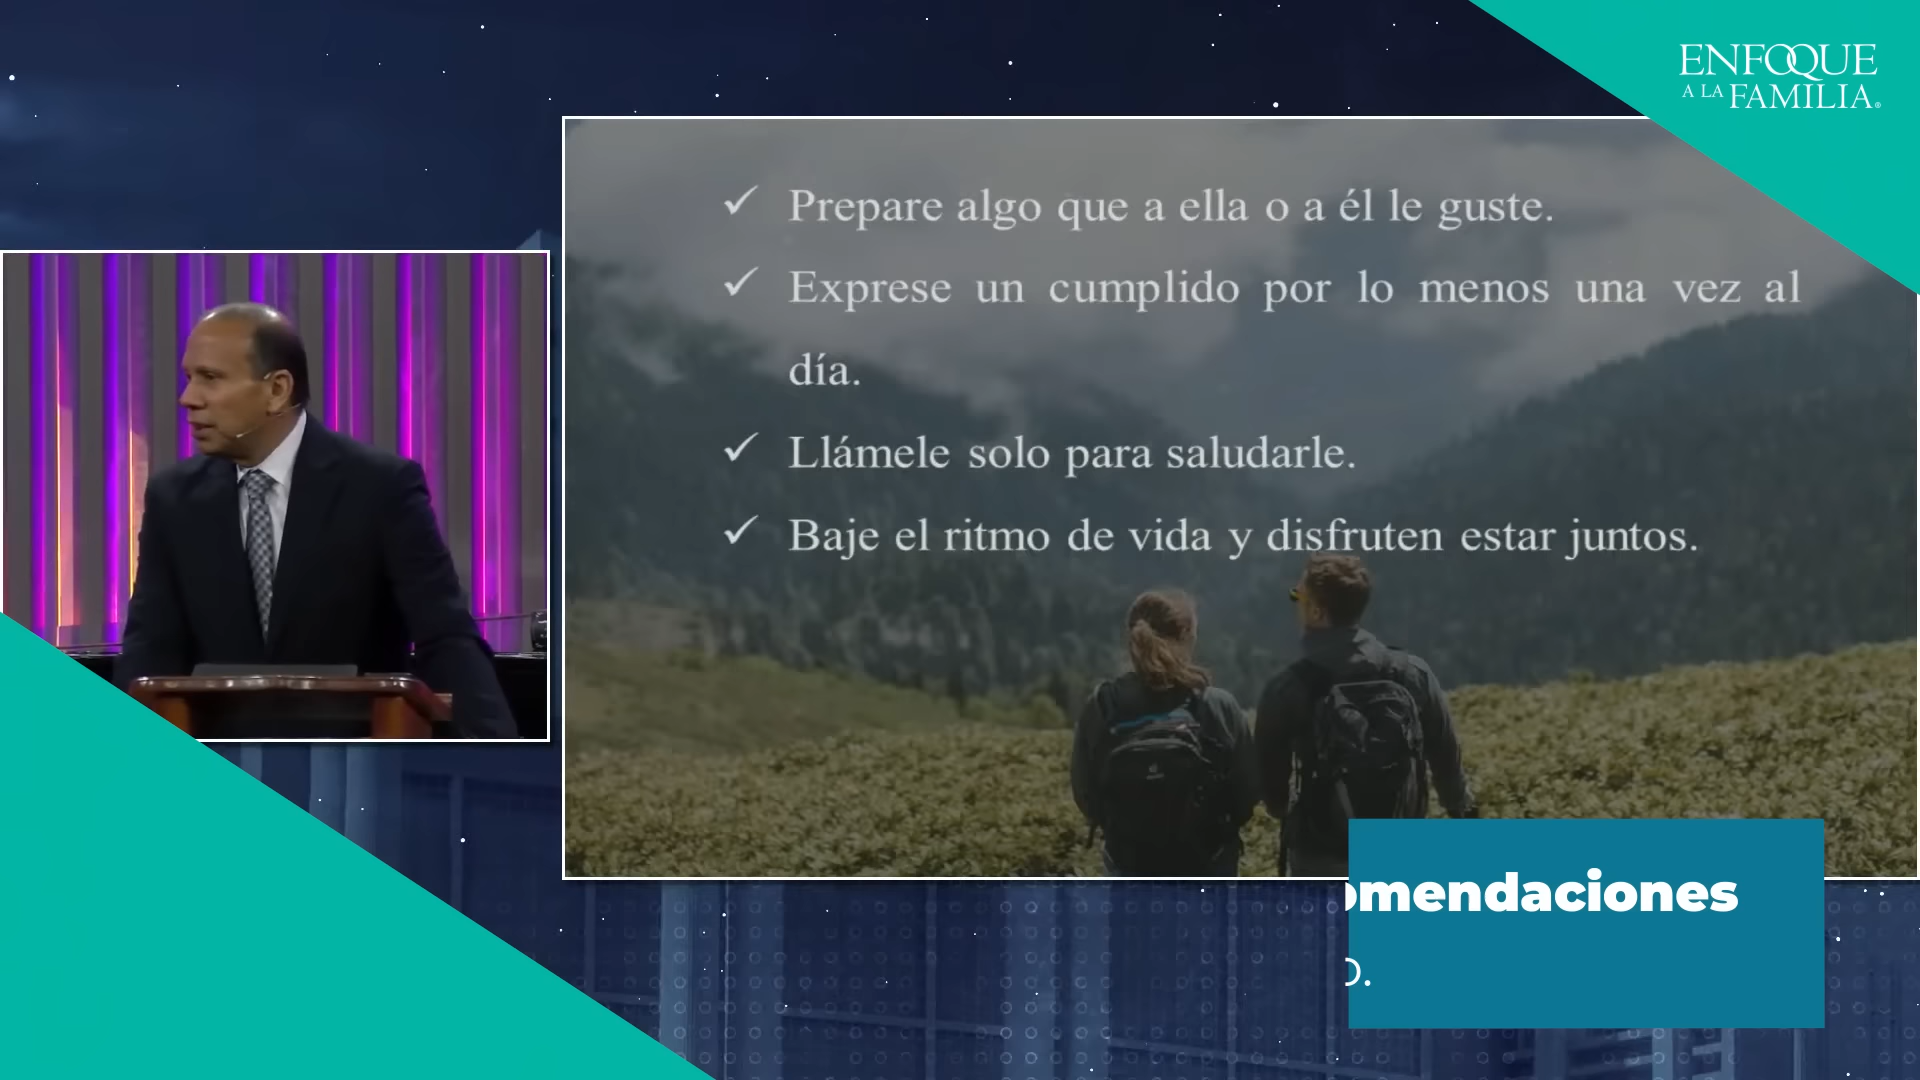 ENFOQUE
A LA FAMILIA®
Prepare algo que a ella o a él le guste.
Exprese un cumplido por lo menos una vez al
día.
Llámele solo para saludarle.
Baje el ritmo de vida y disfruten estar juntos.